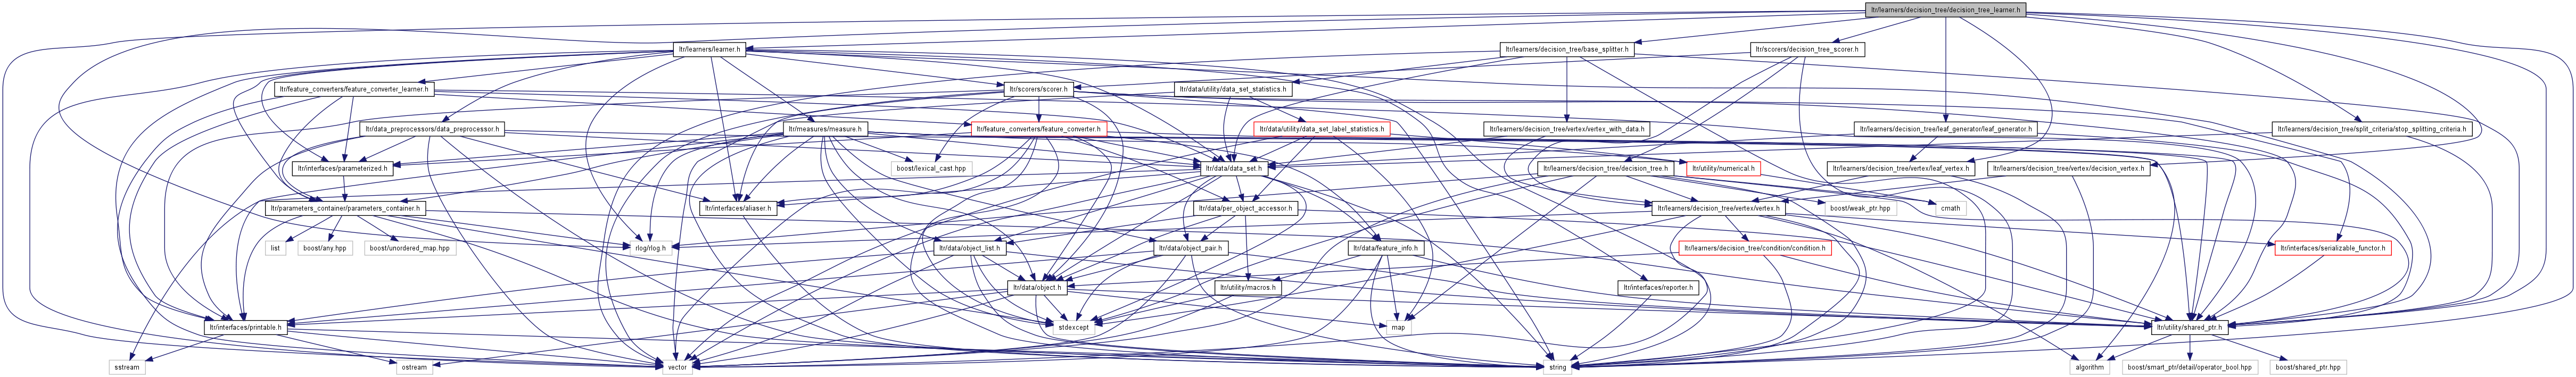 ltr/learners/decision_tree/decision_tree_learner.h
ltr/learners/learner.h
ltr/learners/decision_tree/base_splitter.h
ltr/scorers/decision_tree_scorer.h
ltr/feature_converters/feature_converter_learner.h
ltr/scorers/scorer.h
ltr/data/utility/data_set_statistics.h
ltr/data_preprocessors/data_preprocessor.h
ltr/measures/measure.h
ltr/feature_converters/feature_converter.h
ltr/data/utility/data_set_label_statistics.h
ltr/learners/decision_tree/vertex/vertex_with_data.h
ltr/learners/decision_tree/leaf_generator/leaf_generator.h
ltr/learners/decision_tree/split_criteria/stop_splitting_criteria.h
ltr/interfaces/parameterized.h
boost/lexical_cast.hpp
ltr/data/data_set.h
ltr/learners/decision_tree/decision_tree.h
ltr/utility/numerical.h
ltr/learners/decision_tree/vertex/leaf_vertex.h
ltr/learners/decision_tree/vertex/decision_vertex.h
ltr/parameters_container/parameters_container.h
ltr/interfaces/aliaser.h
ltr/data/per_object_accessor.h
ltr/learners/decision_tree/vertex/vertex.h
boost/weak_ptr.hpp
cmath
list
boost/any.hpp
boost/unordered_map.hpp
rlog/rlog.h
ltr/data/object_list.h
ltr/data/object_pair.h
ltr/data/feature_info.h
ltr/learners/decision_tree/condition/condition.h
ltr/interfaces/serializable_functor.h
ltr/data/object.h
ltr/utility/macros.h
ltr/interfaces/reporter.h
ltr/interfaces/printable.h
stdexcept
map
ltr/utility/shared_ptr.h
sstream
ostream
vector
string
algorithm
boost/smart_ptr/detail/operator_bool.hpp
boost/shared_ptr.hpp